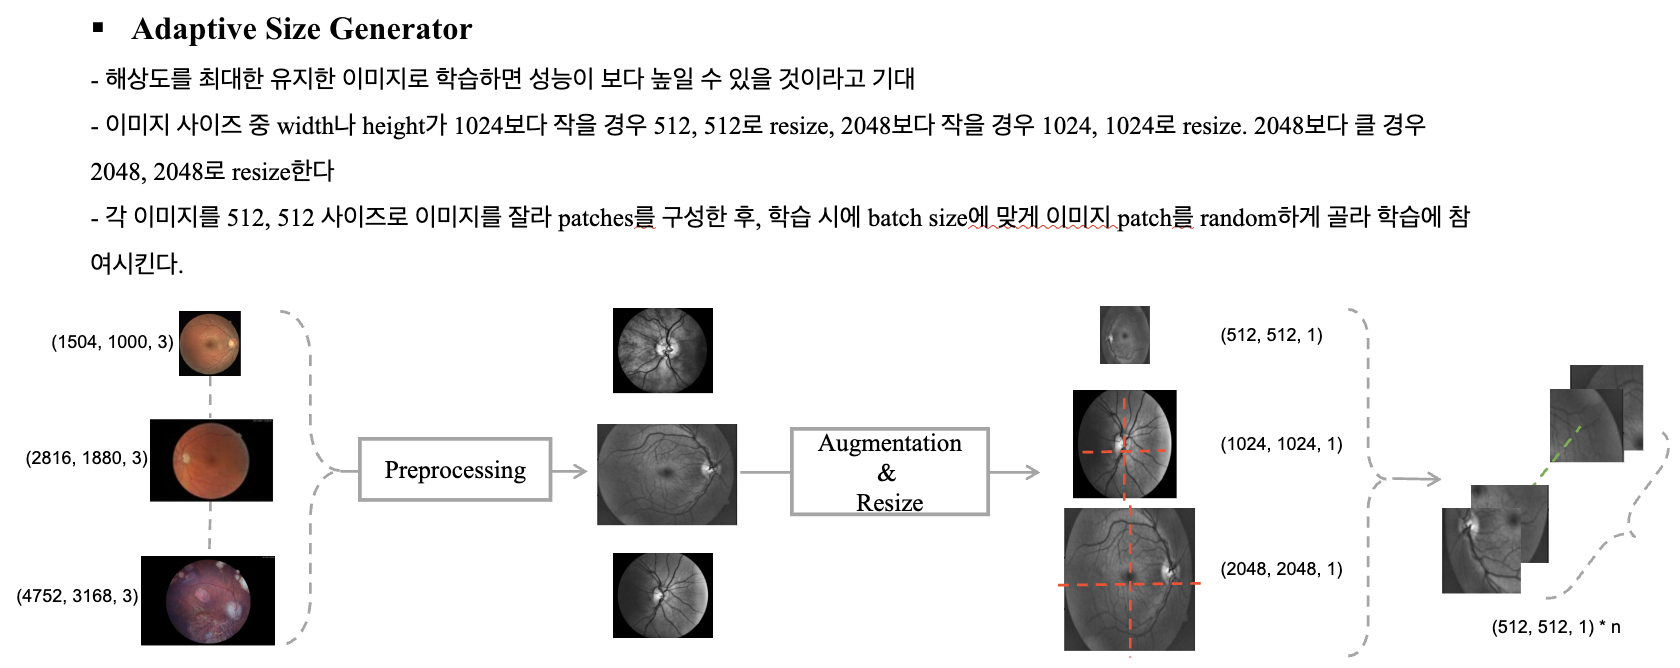 ▪ Adaptive Size Generator
- 해상도를 최대한 유지한 이미지로 학습하면 성능이 보다 높일 수 있을 것이라고 기대
- 이미지 사이즈 중 width나 height가 1024보다 작을 경우 512, 512로 resize, 2048보다 작을 경우 1024, 1024로 resize. 2048보다 클 경우
2048, 2048로 resize한다
- 각 이미지를 512, 512 사이즈로 이미지를 잘라 patches를 구성한 후, 학습 시에 batch size에 맞게 이미지 patch를 random하게 골라 학습에 참
여시킨다.
(1504, 1000, 3)
(2816, 1880, 3)
(4752, 3168, 3)
Preprocessing
Augmentation
&
Resize
(512, 512, 1)
(1024, 1024, 1)
(2048, 2048, 1)
(512, 512, 1) * n